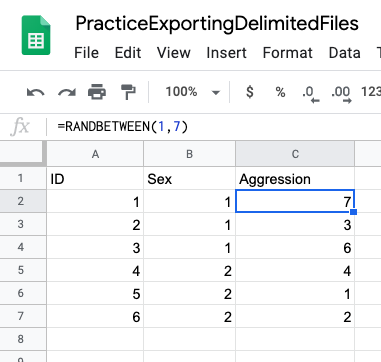 PracticeExportingDelimitedFiles
File Edit View Insert Format Data
100% $ % .0 .00 123
fx =RANDBETWEEN(1,7)
A B C
1 ID Sex Aggression
2 1 1 7
3 2 1 3
4 3 1 6
5 4 2 4
6 5 2 1
7 6 2 2
8